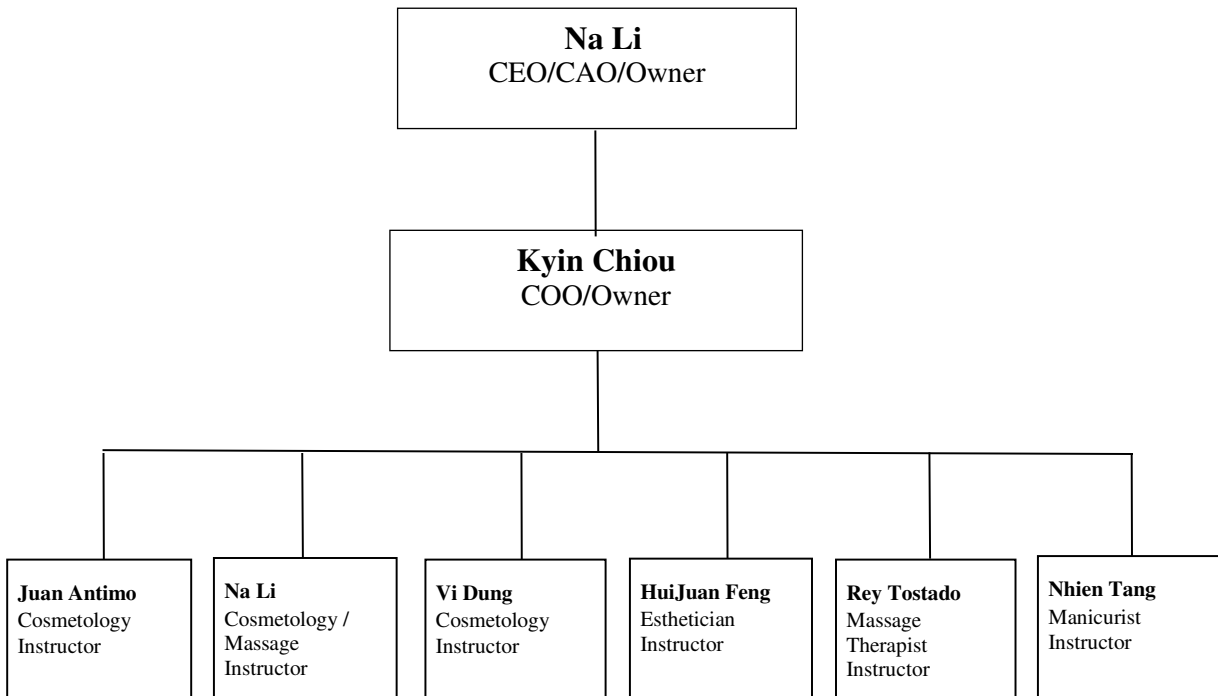 Na Li
CEO/CAO/Owner
Kyin Chiou
COO/Owner
Juan Antimo
Cosmetology
Instructor
Na Li
Cosmetology /
Massage
Instructor
Vi Dung
Cosmetology
Instructor
HuiJuan Feng
Esthetician
Instructor
Rey Tostado
Massage
Therapist
Instructor
Nhien Tang
Manicurist
Instructor